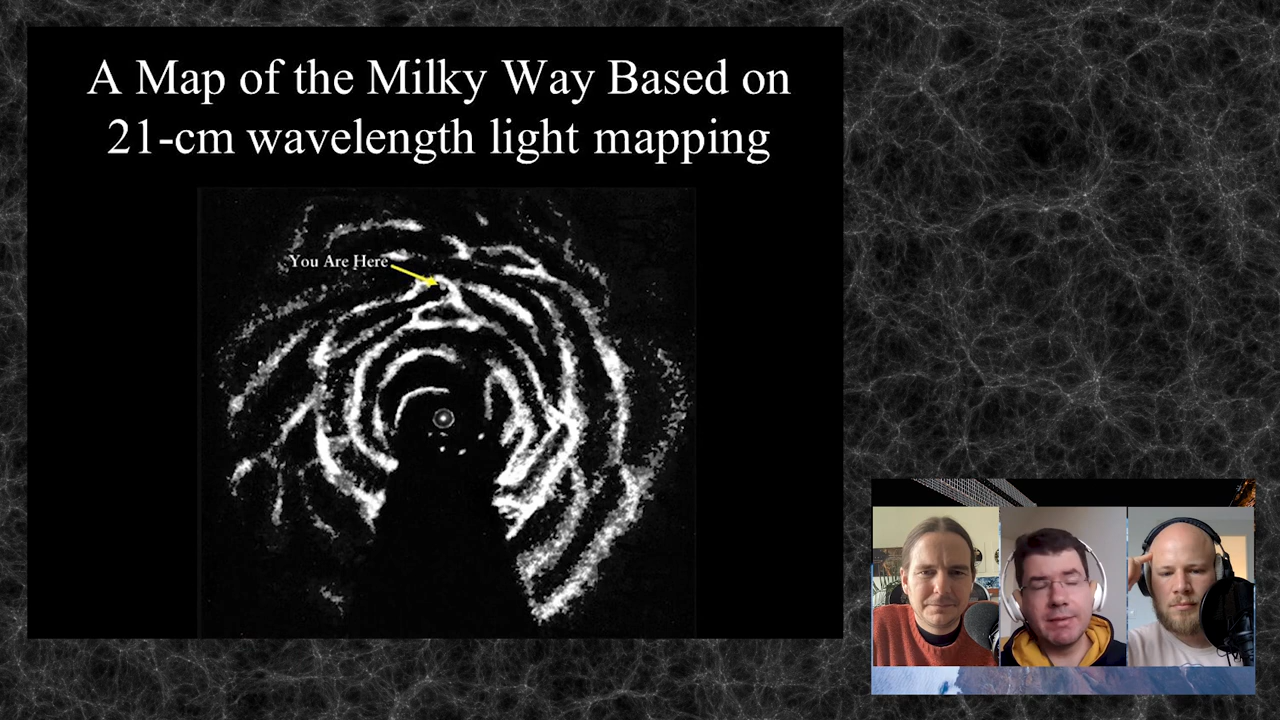 A Map of the Milky Way Based on
21-cm wavelength light mapping
You Are Here